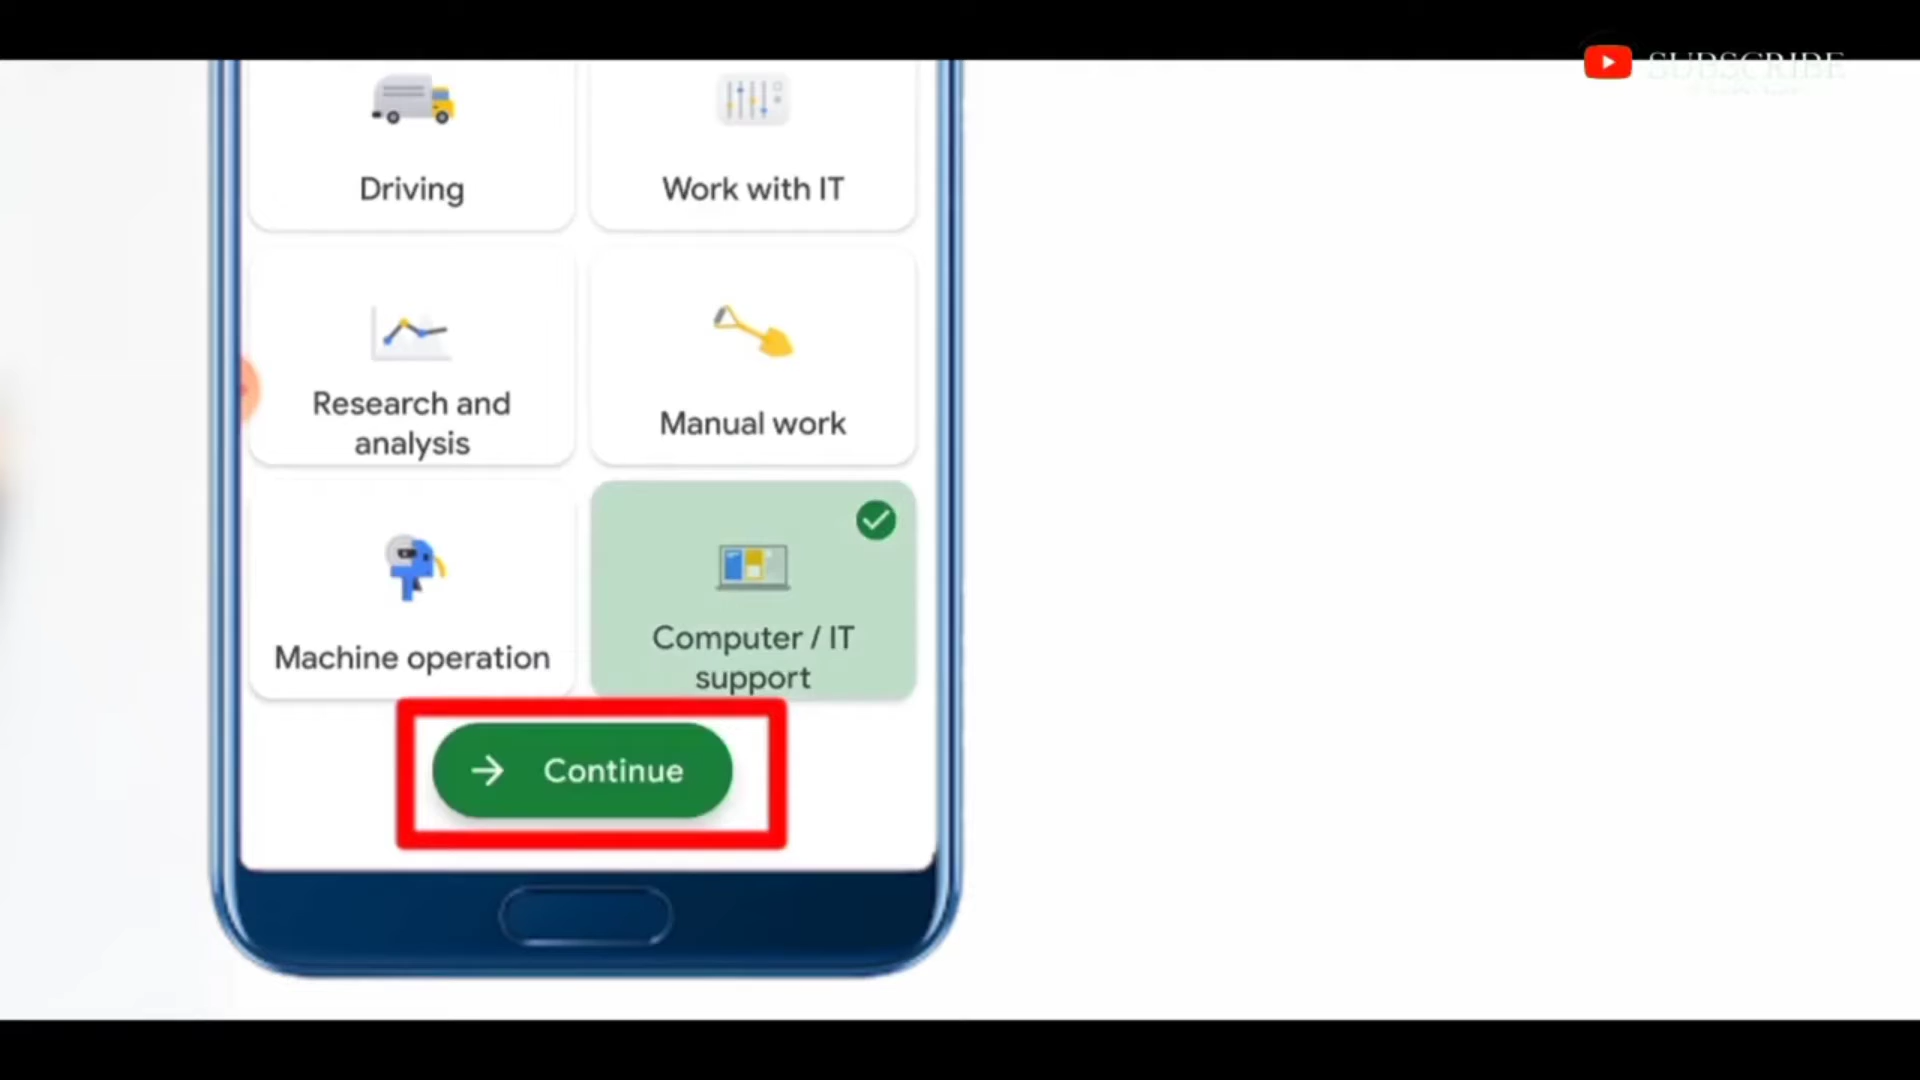 SUBSCRIBE
Driving
Work with IT
Research and
analysis
Manual work
Machine operation
Computer / IT
support
Continue